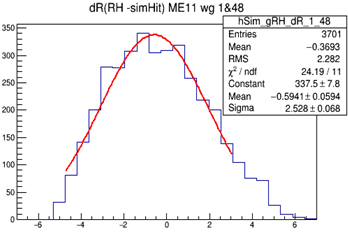 dR(RH -simHit) ME11 wg 1&48
hSim_gRH_dR_1_48
Entries 3701
Mean -0.3693
RMS 2.282
χ² / ndf 24.19 / 11
Constant 337.5 ± 7.8
Mean -0.5941 ± 0.0594
Sigma 2.528 ± 0.068
350
300
250
200
150
100
50
0
-6 -4 -2 0 2 4 6